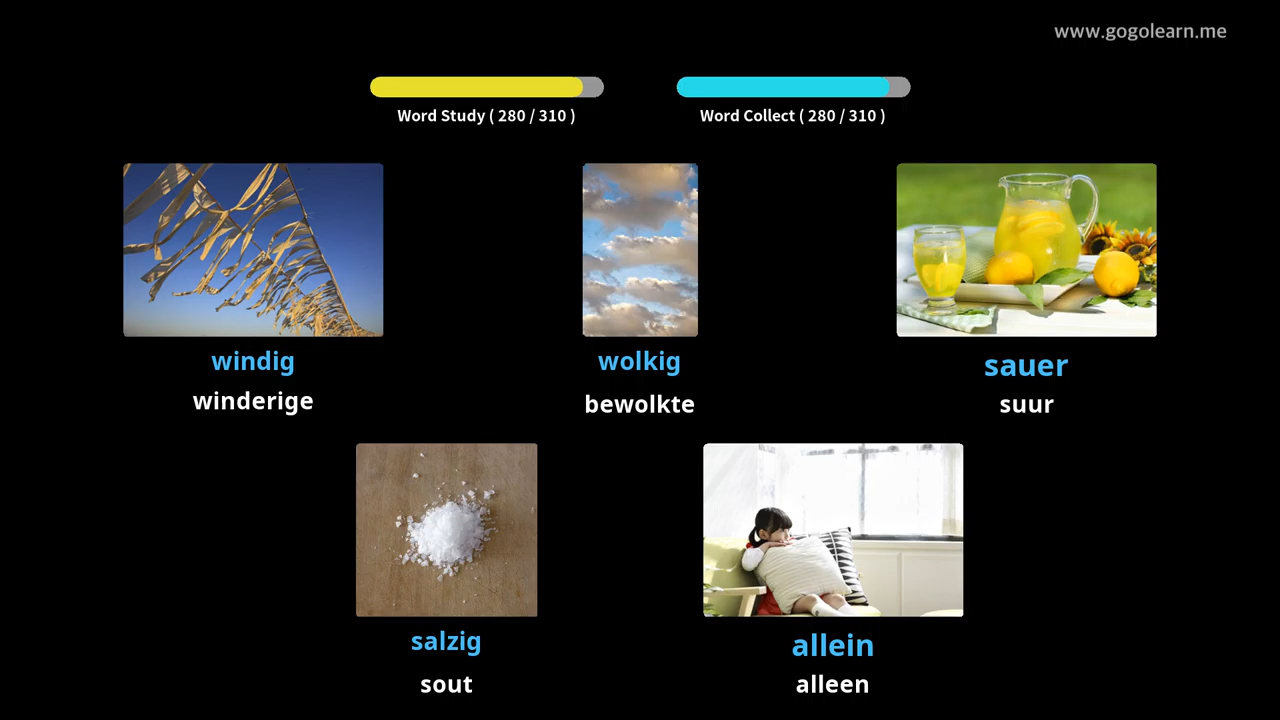 www.gogolearn.me
Word Study ( 280 / 310 )
Word Collect ( 280 / 310 )
windig
winderige
wolkig
bewolkte
sauer
suur
salzig
sout
allein
alleen